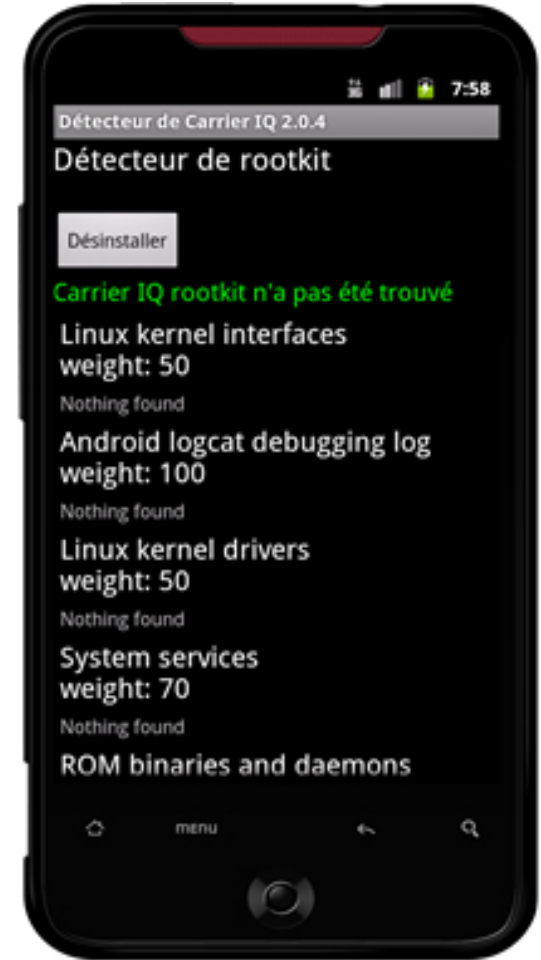 7:58
Détecteur de Carrier IQ 2.0.4
Détecteur de rootkit
Désinstaller
Carrier IQ rootkit n'a pas été trouvé
Linux kernel interfaces
weight: 50
Nothing found
Android logcat debugging log
weight: 100
Nothing found
Linux kernel drivers
weight: 50
Nothing found
System services
weight: 70
Nothing found
ROM binaries and daemons
menu